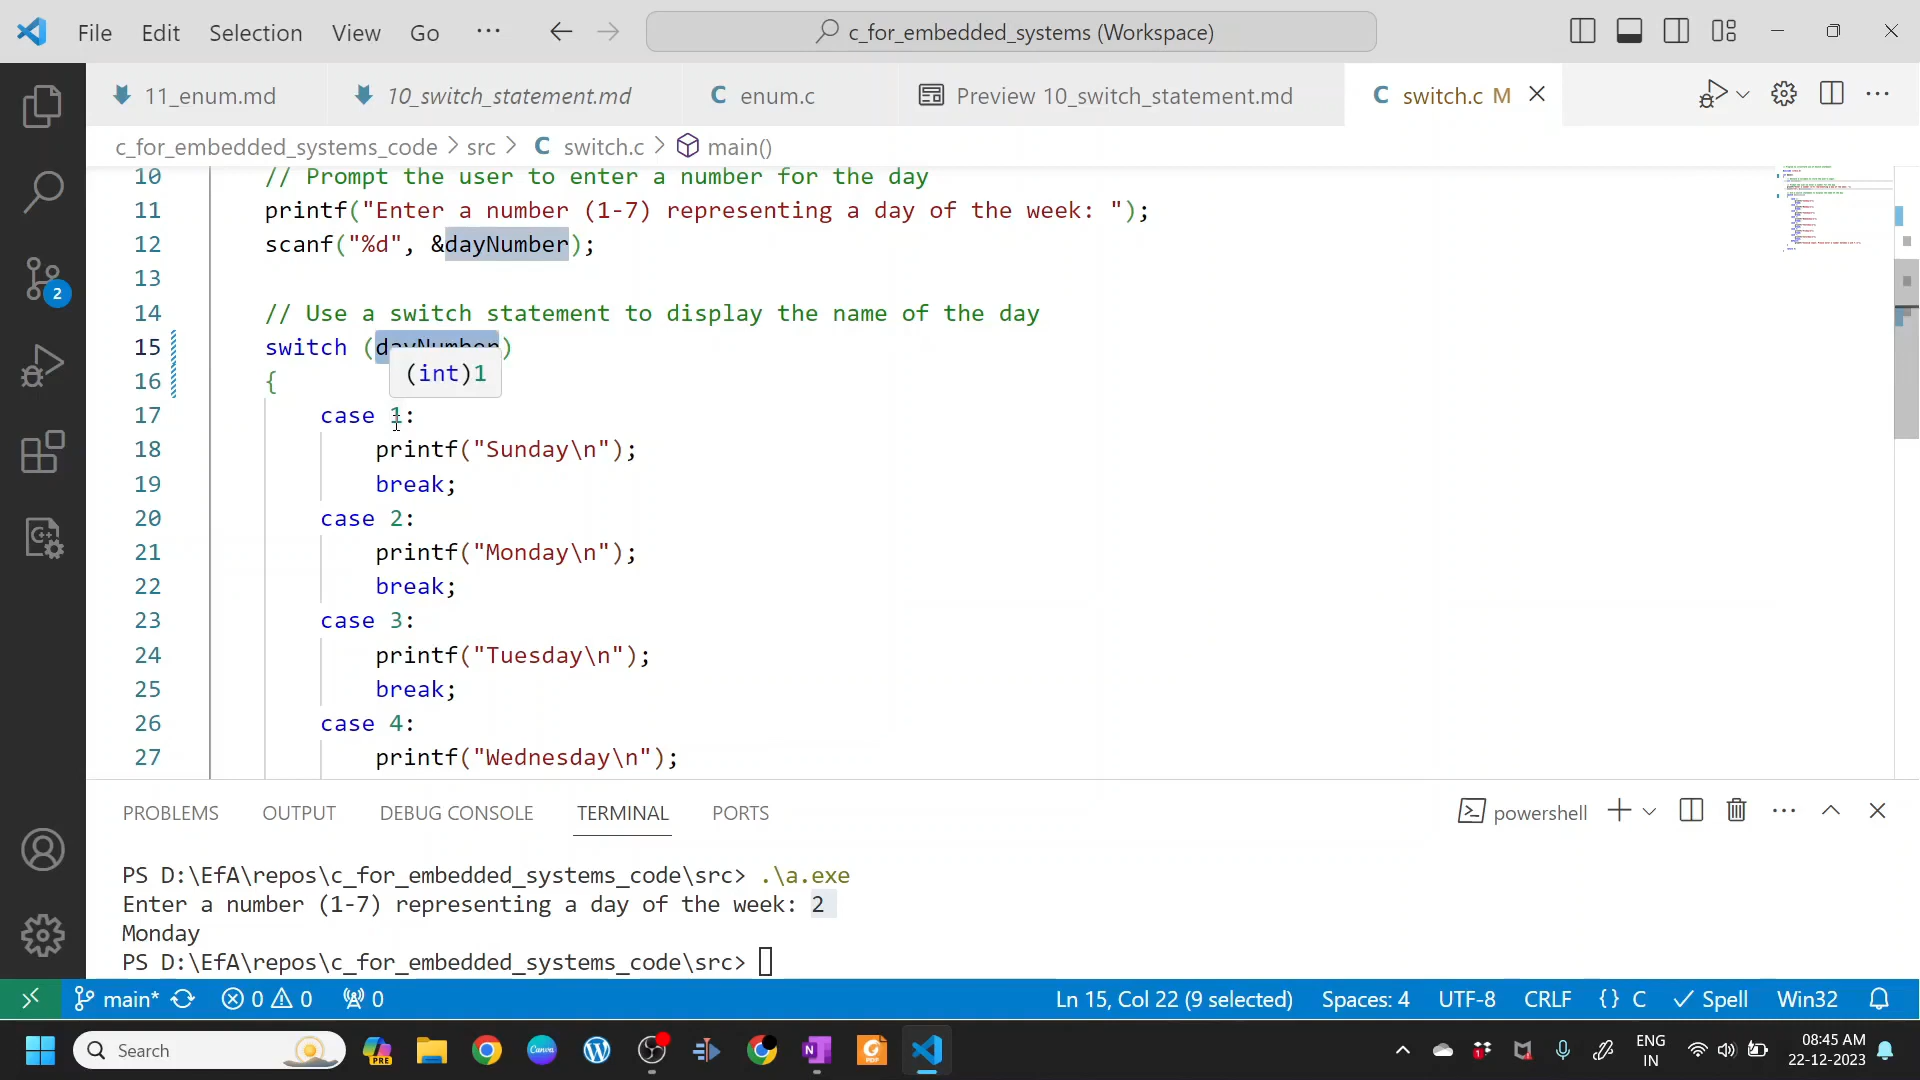 File Edit Selection View Go ... c_for_embedded_systems (Workspace)
11_enum.md 10_switch_statement.md C enum.c Preview 10_switch_statement.md C switch.c M
c_for_embedded_systems_code > src > C switch.c > main()
10 // Prompt the user to enter a number for the day
11 printf("Enter a number (1-7) representing a day of the week: ");
12 scanf("%d", &dayNumber);
13
14 // Use a switch statement to display the name of the day
15 switch (dayNumber)
(int)1
16 {
17 case 1:
18 printf("Sunday\n");
19 break;
20 case 2:
21 printf("Monday\n");
22 break;
23 case 3:
24 printf("Tuesday\n");
25 break;
26 case 4:
27 printf("Wednesday\n");
2
PROBLEMS OUTPUT DEBUG CONSOLE TERMINAL PORTS powershell
PS D:\EfA\repos\c_for_embedded_systems_code\src> .\a.exe
Enter a number (1-7) representing a day of the week: 2
Monday
PS D:\EfA\repos\c_for_embedded_systems_code\src>
main* 0 0 0 Ln 15, Col 22 (9 selected) Spaces: 4 UTF-8 CRLF {} C Spell Win32
Search ENG 08:45 AM
IN 22-12-2023